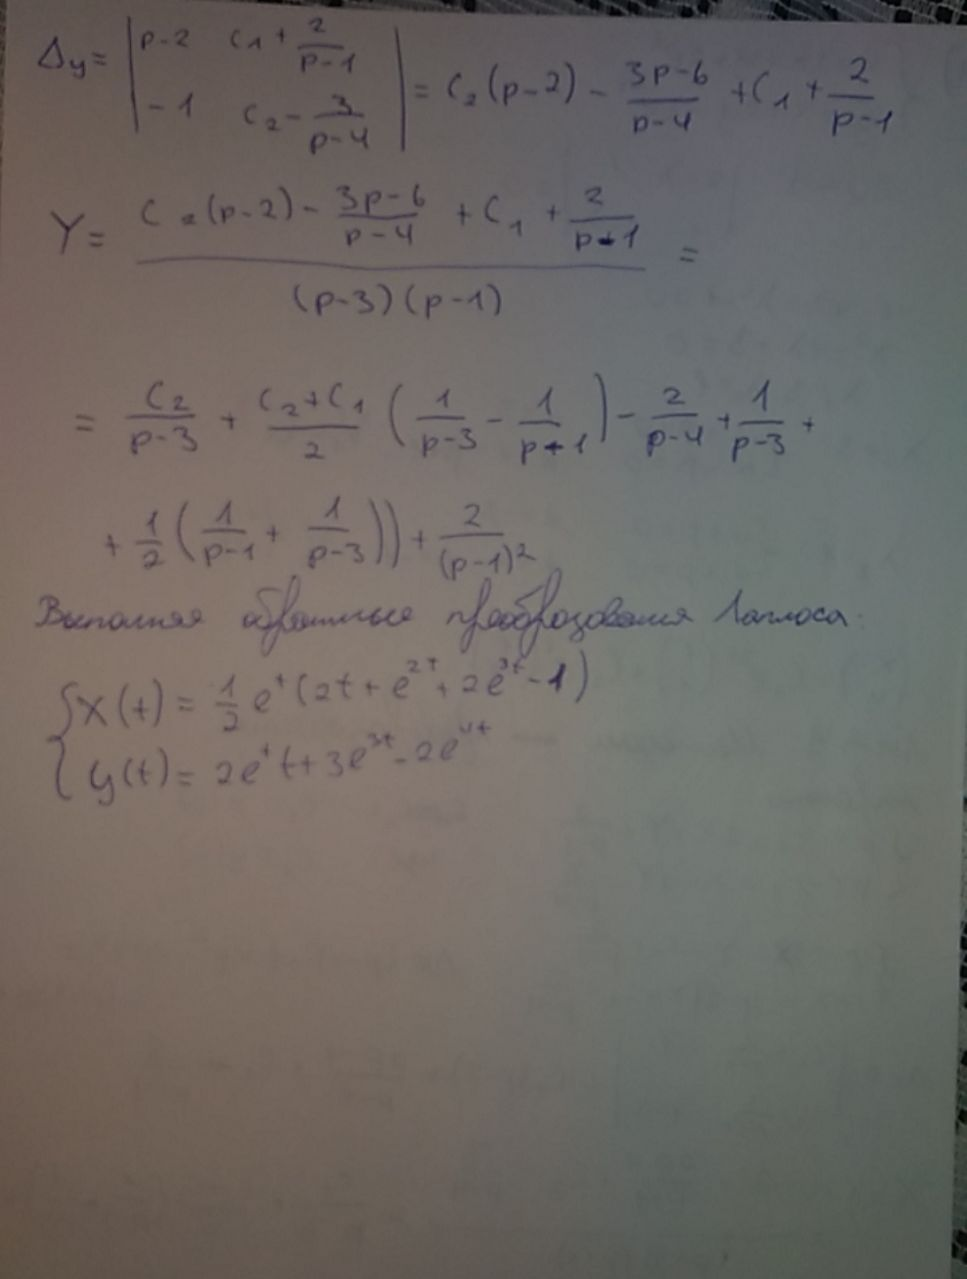 Δy = | p-2 C₁ + 2/(p-1) ; -1 C₂ - 3/(p-4) | = C₂(p-2) - (3p-6)/(p-4) + C₁ + 2/(p-1)
Y = (C₂(p-2) - (3p-6)/(p-4) + C₁ + 2/(p-1)) / ((p-3)(p-1)) =
= C₂/(p-3) + (C₂+C₁)/2 (1/(p-3) - 1/(p-1)) - 2/(p-4) + 1/(p-3) +
+ 1/2 (1/(p-1) + 1/(p-3))) + 2/(p-1)²
Выполняя обратные преобразования Лапласа:
{ x(t) = 1/2 eᵗ(2t + e²ᵗ + 2e³ᵗ - 1)
{ y(t) = 2eᵗt + 3e³ᵗ - 2e⁴ᵗ